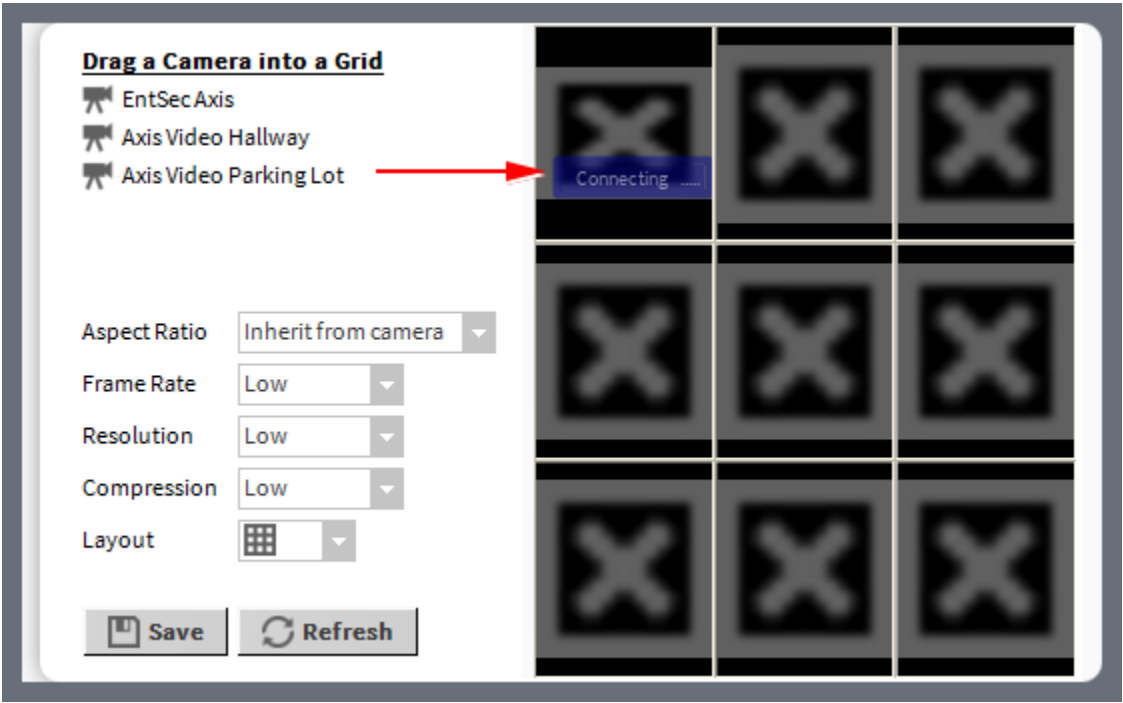 Drag a Camera into a Grid
EntSec Axis
Axis Video Hallway
Axis Video Parking Lot
Connecting .....
Aspect Ratio Inherit from camera
Frame Rate Low
Resolution Low
Compression Low
Layout
Save Refresh